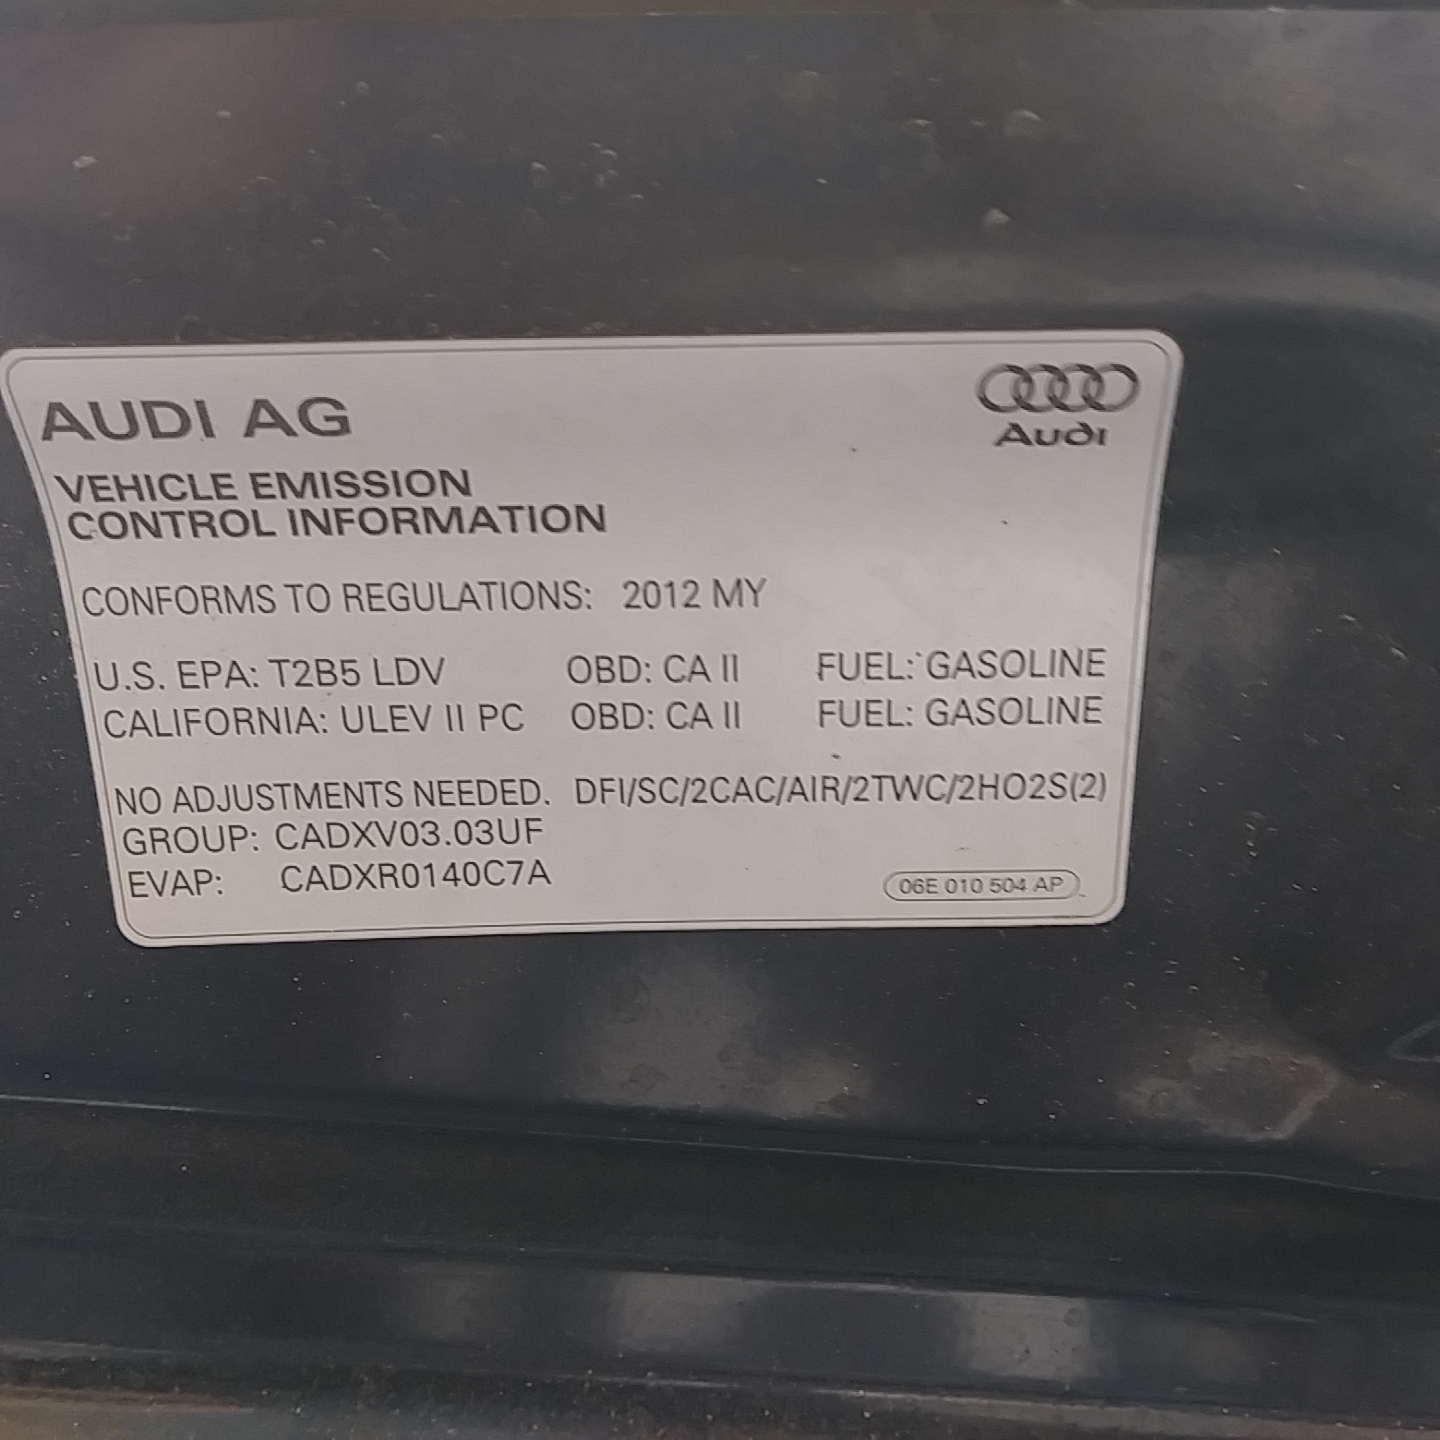 AUDI AG
Audi
VEHICLE EMISSION
CONTROL INFORMATION
CONFORMS TO REGULATIONS: 2012 MY
U.S. EPA: T2B5 LDV OBD: CA II FUEL: GASOLINE
CALIFORNIA: ULEV II PC OBD: CA II FUEL: GASOLINE
NO ADJUSTMENTS NEEDED. DFI/SC/2CAC/AIR/2TWC/2HO2S(2)
GROUP: CADXV03.03UF
EVAP: CADXR0140C7A
06E 010 504 AP